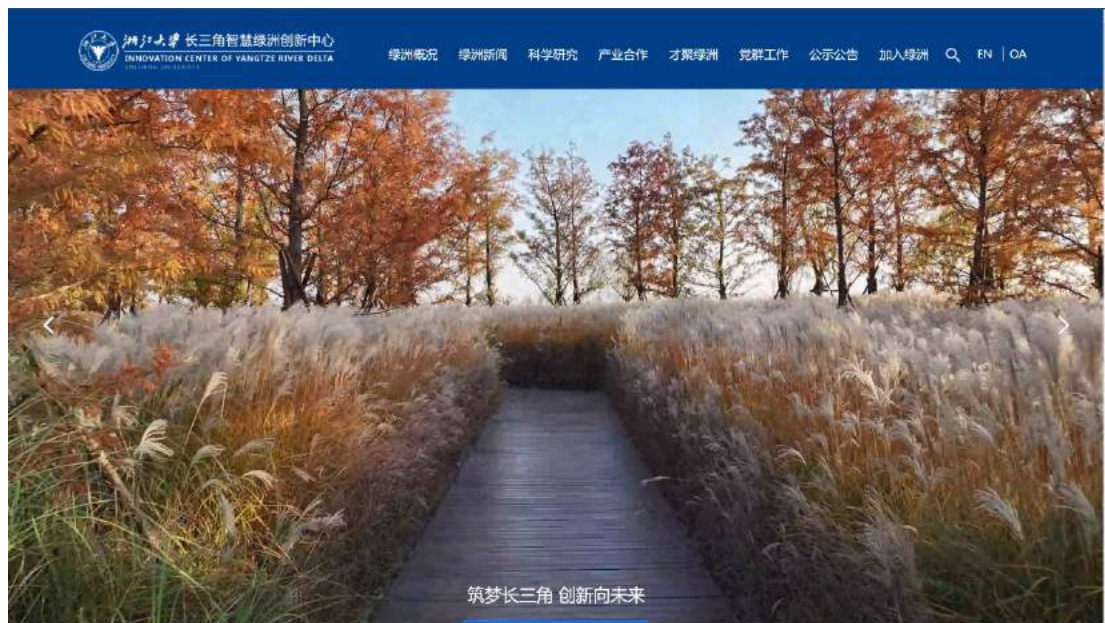 浙江大学 长三角智慧绿洲创新中心
INNOVATION CENTER OF YANGTZE RIVER DELTA
ZHEJIANG UNIVERSITY
绿洲概况 绿洲新闻 科学研究 产业合作 才聚绿洲 党群工作 公示公告 加入绿洲 EN | OA
筑梦长三角 创新向未来